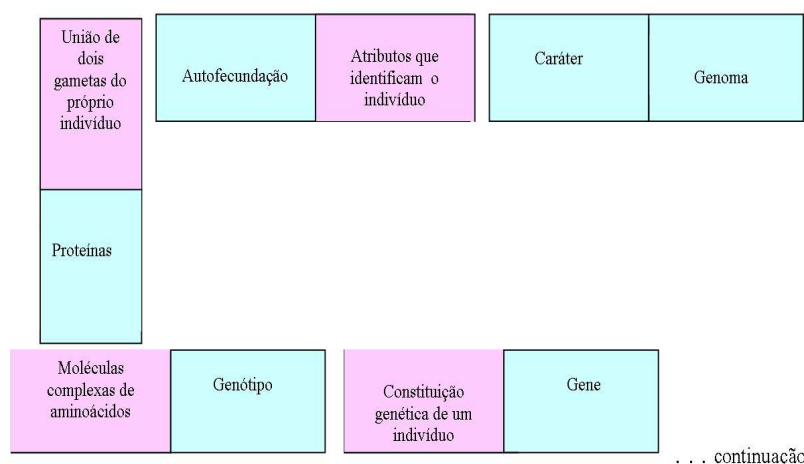 União de
dois
gametas do
próprio
indivíduo
Autofecundação
Atributos que
identificam o
indivíduo
Caráter
Genoma
Proteínas
Moléculas
complexas de
aminoácidos
Genótipo
Constituição
genética de um
indivíduo
Gene
. . . continuação